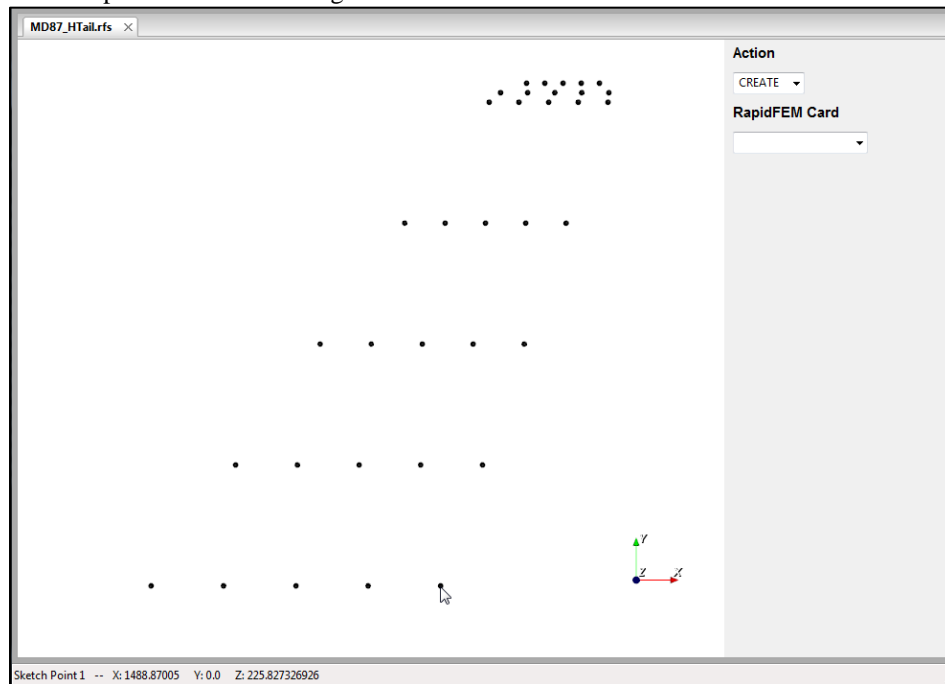 MD87_HTail.rfs
Action
CREATE
RapidFEM Card
Y
Z X
Sketch Point 1 -- X: 1488.87005 Y: 0.0 Z: 225.827326926